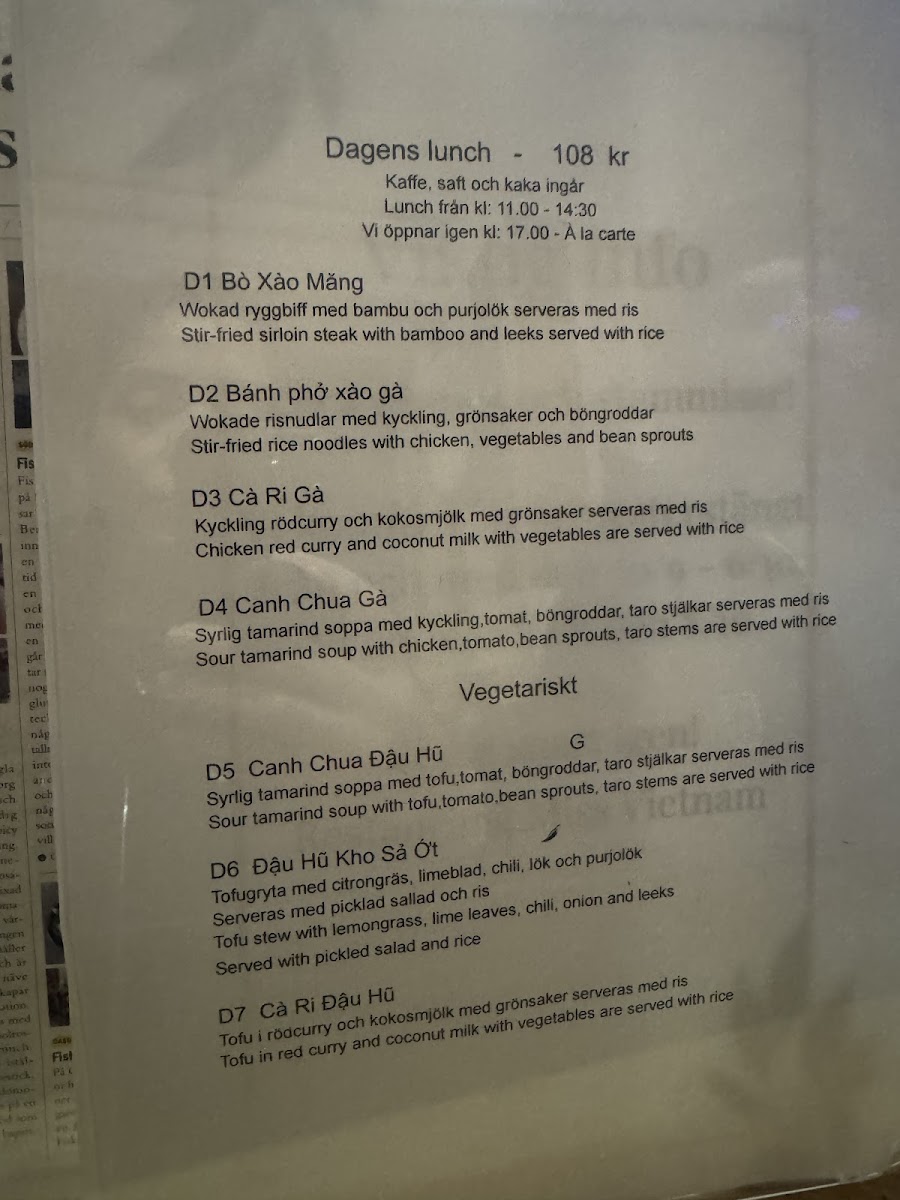 Dagens lunch - 108 kr
Kaffe, saft och kaka ingår
Lunch från kl: 11.00 - 14:30
Vi öppnar igen kl: 17.00 - À la carte
D1 Bò Xào Măng
Wokad ryggbiff med bambu och purjolök serveras med ris
Stir-fried sirloin steak with bamboo and leeks served with rice
D2 Bánh phở xào gà
Wokade risnudlar med kyckling, grönsaker och böngroddar
Stir-fried rice noodles with chicken, vegetables and bean sprouts
D3 Cà Ri Gà
Kyckling rödcurry och kokosmjölk med grönsaker serveras med ris
Chicken red curry and coconut milk with vegetables are served with rice
D4 Canh Chua Gà
Syrlig tamarind soppa med kyckling,tomat, böngroddar, taro stjälkar serveras med ris
Sour tamarind soup with chicken,tomato,bean sprouts, taro stems are served with rice
Vegetariskt
D5 Canh Chua Đậu Hũ G
Syrlig tamarind soppa med tofu,tomat, böngroddar, taro stjälkar serveras med ris
Sour tamarind soup with tofu,tomato,bean sprouts, taro stems are served with rice
D6 Đậu Hũ Kho Sả Ớt
Tofugryta med citrongräs, limeblad, chili, lök och purjolök
Serveras med picklad sallad och ris
Tofu stew with lemongrass, lime leaves, chili, onion and leeks
Served with pickled salad and rice
D7 Cà Ri Đậu Hũ
Tofu i rödcurry och kokosmjölk med grönsaker serveras med ris
Tofu in red curry and coconut milk with vegetables are served with rice